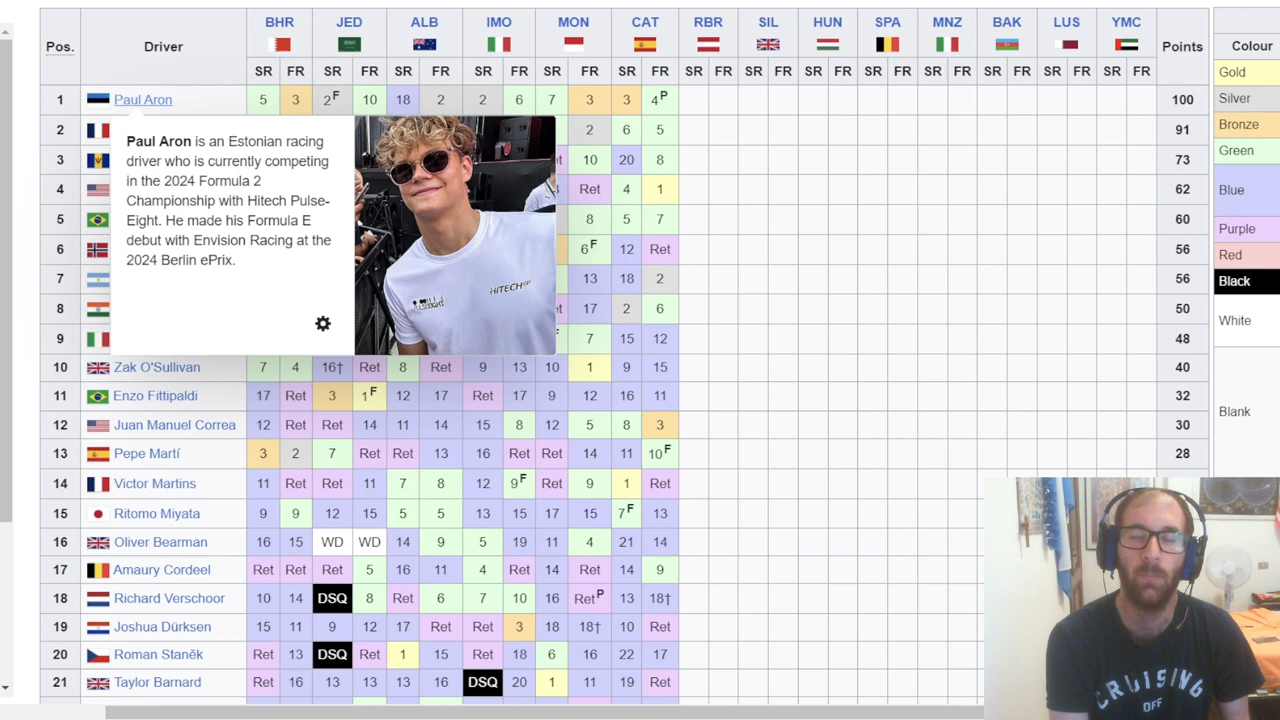 BHR JED ALB IMO MON CAT RBR SIL HUN SPA MNZ BAK LUS YMC
Pos. Driver Points Colour
SR FR SR FR SR FR SR FR SR FR SR FR SR FR SR FR SR FR SR FR SR FR SR FR SR FR SR FR
Gold
1 Paul Aron 5 3 2F 10 18 2 2 6 7 3 3 4P 100
Silver
2 2 6 5 91
Bronze
3 10 20 8 73
Green
4 Ret 4 1 62
Blue
5 8 5 7 60
Purple
6 6F 12 Ret 56
Red
7 13 18 2 56
Black
8 17 2 6 50
White
9 7 15 12 48
Paul Aron is an Estonian racing
driver who is currently competing
in the 2024 Formula 2
Championship with Hitech Pulse-
Eight. He made his Formula E
debut with Envision Racing at the
2024 Berlin ePrix.
HITECH
10 Zak O'Sullivan 7 4 16† Ret 8 Ret 9 13 10 1 9 15 40
11 Enzo Fittipaldi 17 Ret 3 1F 12 17 Ret 17 9 12 16 11 32
Blank
12 Juan Manuel Correa 12 Ret Ret 14 11 14 15 8 12 5 8 3 30
13 Pepe Martí 3 2 7 Ret Ret 13 16 Ret Ret 14 11 10F 28
14 Victor Martins 11 Ret Ret 11 7 8 12 9F Ret 9 1 Ret
15 Ritomo Miyata 9 9 12 15 5 5 13 15 17 15 7F 13
16 Oliver Bearman 16 15 WD WD 14 9 5 19 11 4 21 14
17 Amaury Cordeel Ret Ret Ret 5 16 11 4 Ret 14 Ret 14 9
18 Richard Verschoor 10 14 DSQ 8 Ret 6 7 10 16 RetP 13 18†
19 Joshua Dürksen 15 11 9 12 17 Ret Ret 3 18 18† 10 Ret
20 Roman Staněk Ret 13 DSQ Ret 1 15 Ret 18 6 16 22 17
21 Taylor Barnard Ret 16 13 13 13 16 DSQ 20 1 11 19 Ret
CRUISING
OFF